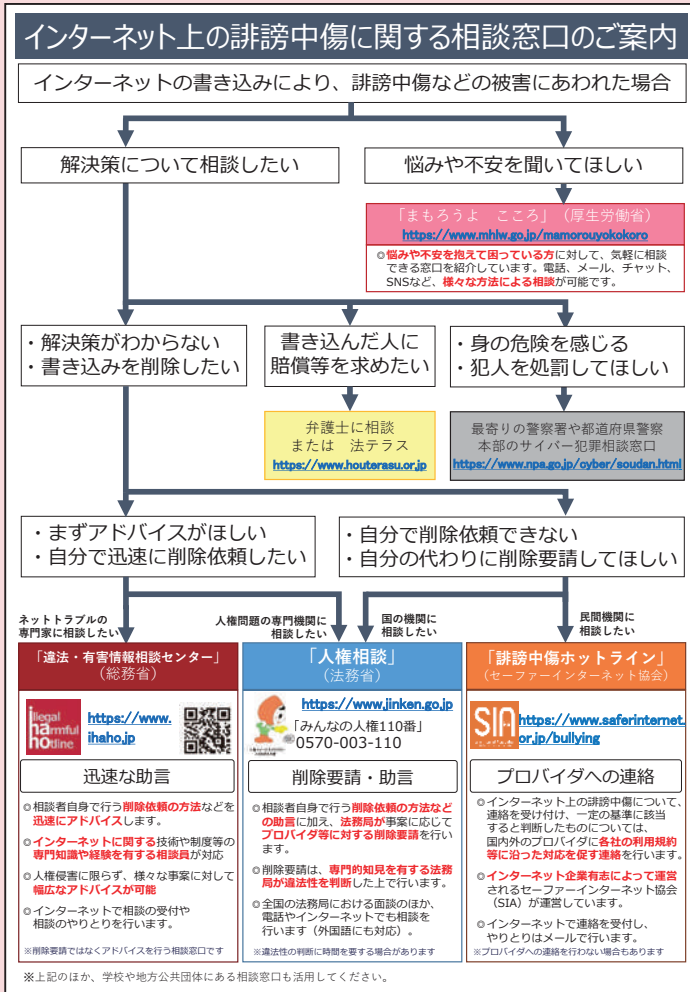 インターネット上の誹謗中傷に関する相談窓口のご案内
インターネットの書き込みにより、誹謗中傷などの被害にあわれた場合
解決策について相談したい
悩みや不安を聞いてほしい
「まもろうよ こころ」（厚生労働省）
https://www.mhlw.go.jp/mamorouyokokoro
◎悩みや不安を抱えて困っている方に対して、気軽に相談
できる窓口を紹介しています。電話、メール、チャット、
SNSなど、様々な方法による相談が可能です。
・解決策がわからない
・書き込みを削除したい
書き込んだ人に
賠償等を求めたい
・身の危険を感じる
・犯人を処罰してほしい
弁護士に相談
または 法テラス
https://www.houterasu.or.jp
最寄りの警察署や都道府県警察
本部のサイバー犯罪相談窓口
https://www.npa.go.jp/cyber/soudan.html
・まずアドバイスがほしい
・自分で迅速に削除依頼したい
・自分で削除依頼できない
・自分の代わりに削除要請してほしい
ネットトラブルの
専門家に相談したい
人権問題の専門機関に
相談したい
国の機関に
相談したい
民間機関に
相談したい
「違法・有害情報相談センター」
（総務省）
illegal
harmful
hotline
https://www.
ihaho.jp
迅速な助言
◎相談者自身で行う削除依頼の方法などを
迅速にアドバイスします。
◎インターネットに関する技術や制度等の
専門知識や経験を有する相談員が対応
◎人権侵害に限らず、様々な事案に対して
幅広なアドバイスが可能
◎インターネットで相談の受付や
相談のやりとりを行います。
※削除要請ではなくアドバイスを行う相談窓口です
「人権相談」
（法務省）
https://www.jinken.go.jp
「みんなの人権110番」
0570-003-110
削除要請・助言
◎相談者自身で行う削除依頼の方法など
の助言に加え、法務局が事案に応じて
プロバイダ等に対する削除要請を行い
ます。
◎削除要請は、専門的知見を有する法務
局が違法性を判断した上で行います。
◎全国の法務局における面談のほか、
電話やインターネットでも相談を
行います（外国語にも対応）。
※違法性の判断に時間を要する場合があります
「誹謗中傷ホットライン」
（セーファーインターネット協会）
SIA
https://www.saferinternet.
or.jp/bullying
プロバイダへの連絡
◎インターネット上の誹謗中傷について、
連絡を受け付け、一定の基準に該当
すると判断したものについては、
国内外のプロバイダに各社の利用規約
等に沿った対応を促す連絡を行います。
◎インターネット企業有志によって運営
されるセーファーインターネット協会
（SIA）が運営しています。
◎インターネットで連絡を受付し、
やりとりはメールで行います。
※プロバイダへの連絡を行わない場合もあります
※上記のほか、学校や地方公共団体にある相談窓口も活用してください。